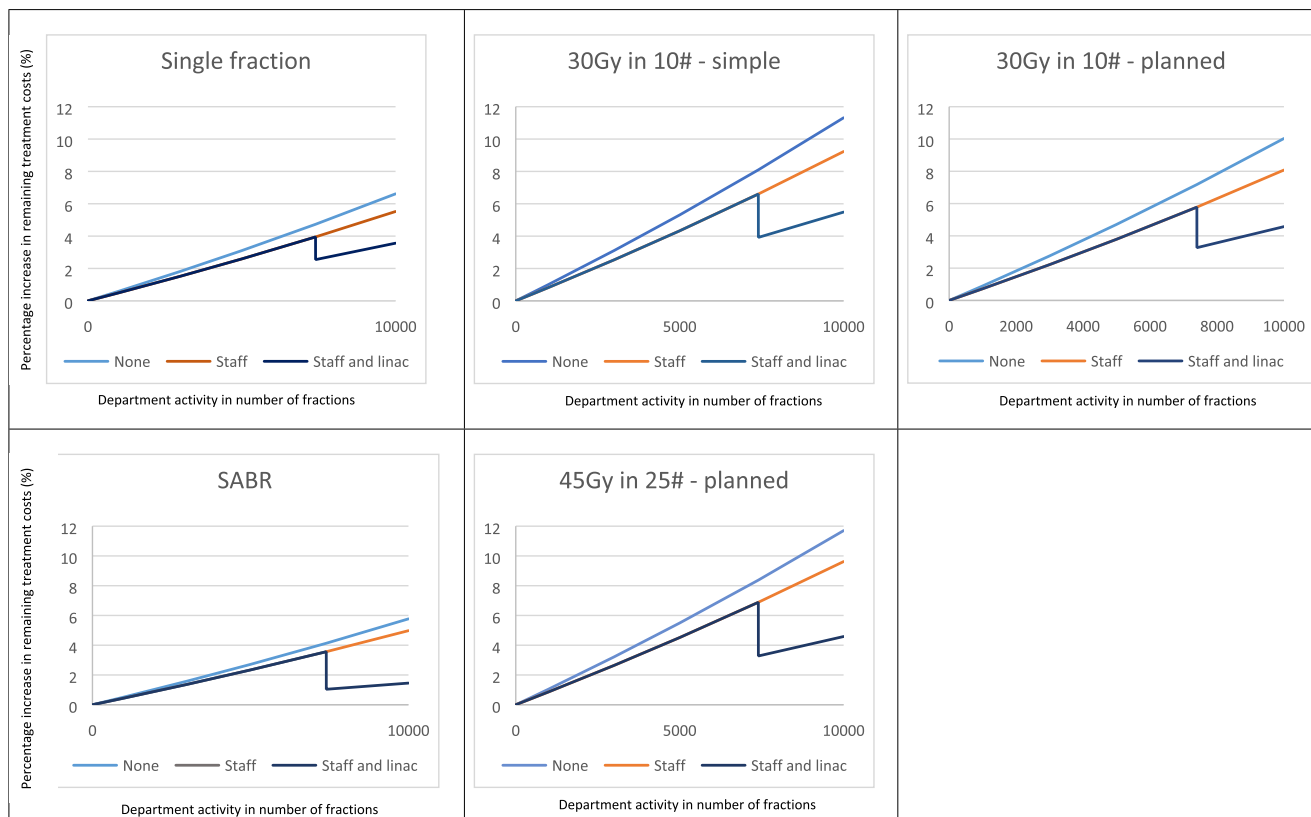 Percentage increase in remaining treatment costs (%)
Single fraction
12
10
8
6
4
2
0
0 10000
None Staff Staff and linac
Department activity in number of fractions
30Gy in 10# - simple
12
10
8
6
4
2
0
0 5000 10000
None Staff Staff and linac
Department activity in number of fractions
30Gy in 10# - planned
12
10
8
6
4
2
0
0 2000 4000 6000 8000 10000
None Staff Staff and linac
Department activity in number of fractions
Percentage increase in remaining treatment costs (%)
SABR
12
10
8
6
4
2
0
0 10000
None Staff Staff and linac
Department activity in number of fractions
45Gy in 25# - planned
12
10
8
6
4
2
0
0 5000 10000
None Staff Staff and linac
Department activity in number of fractions